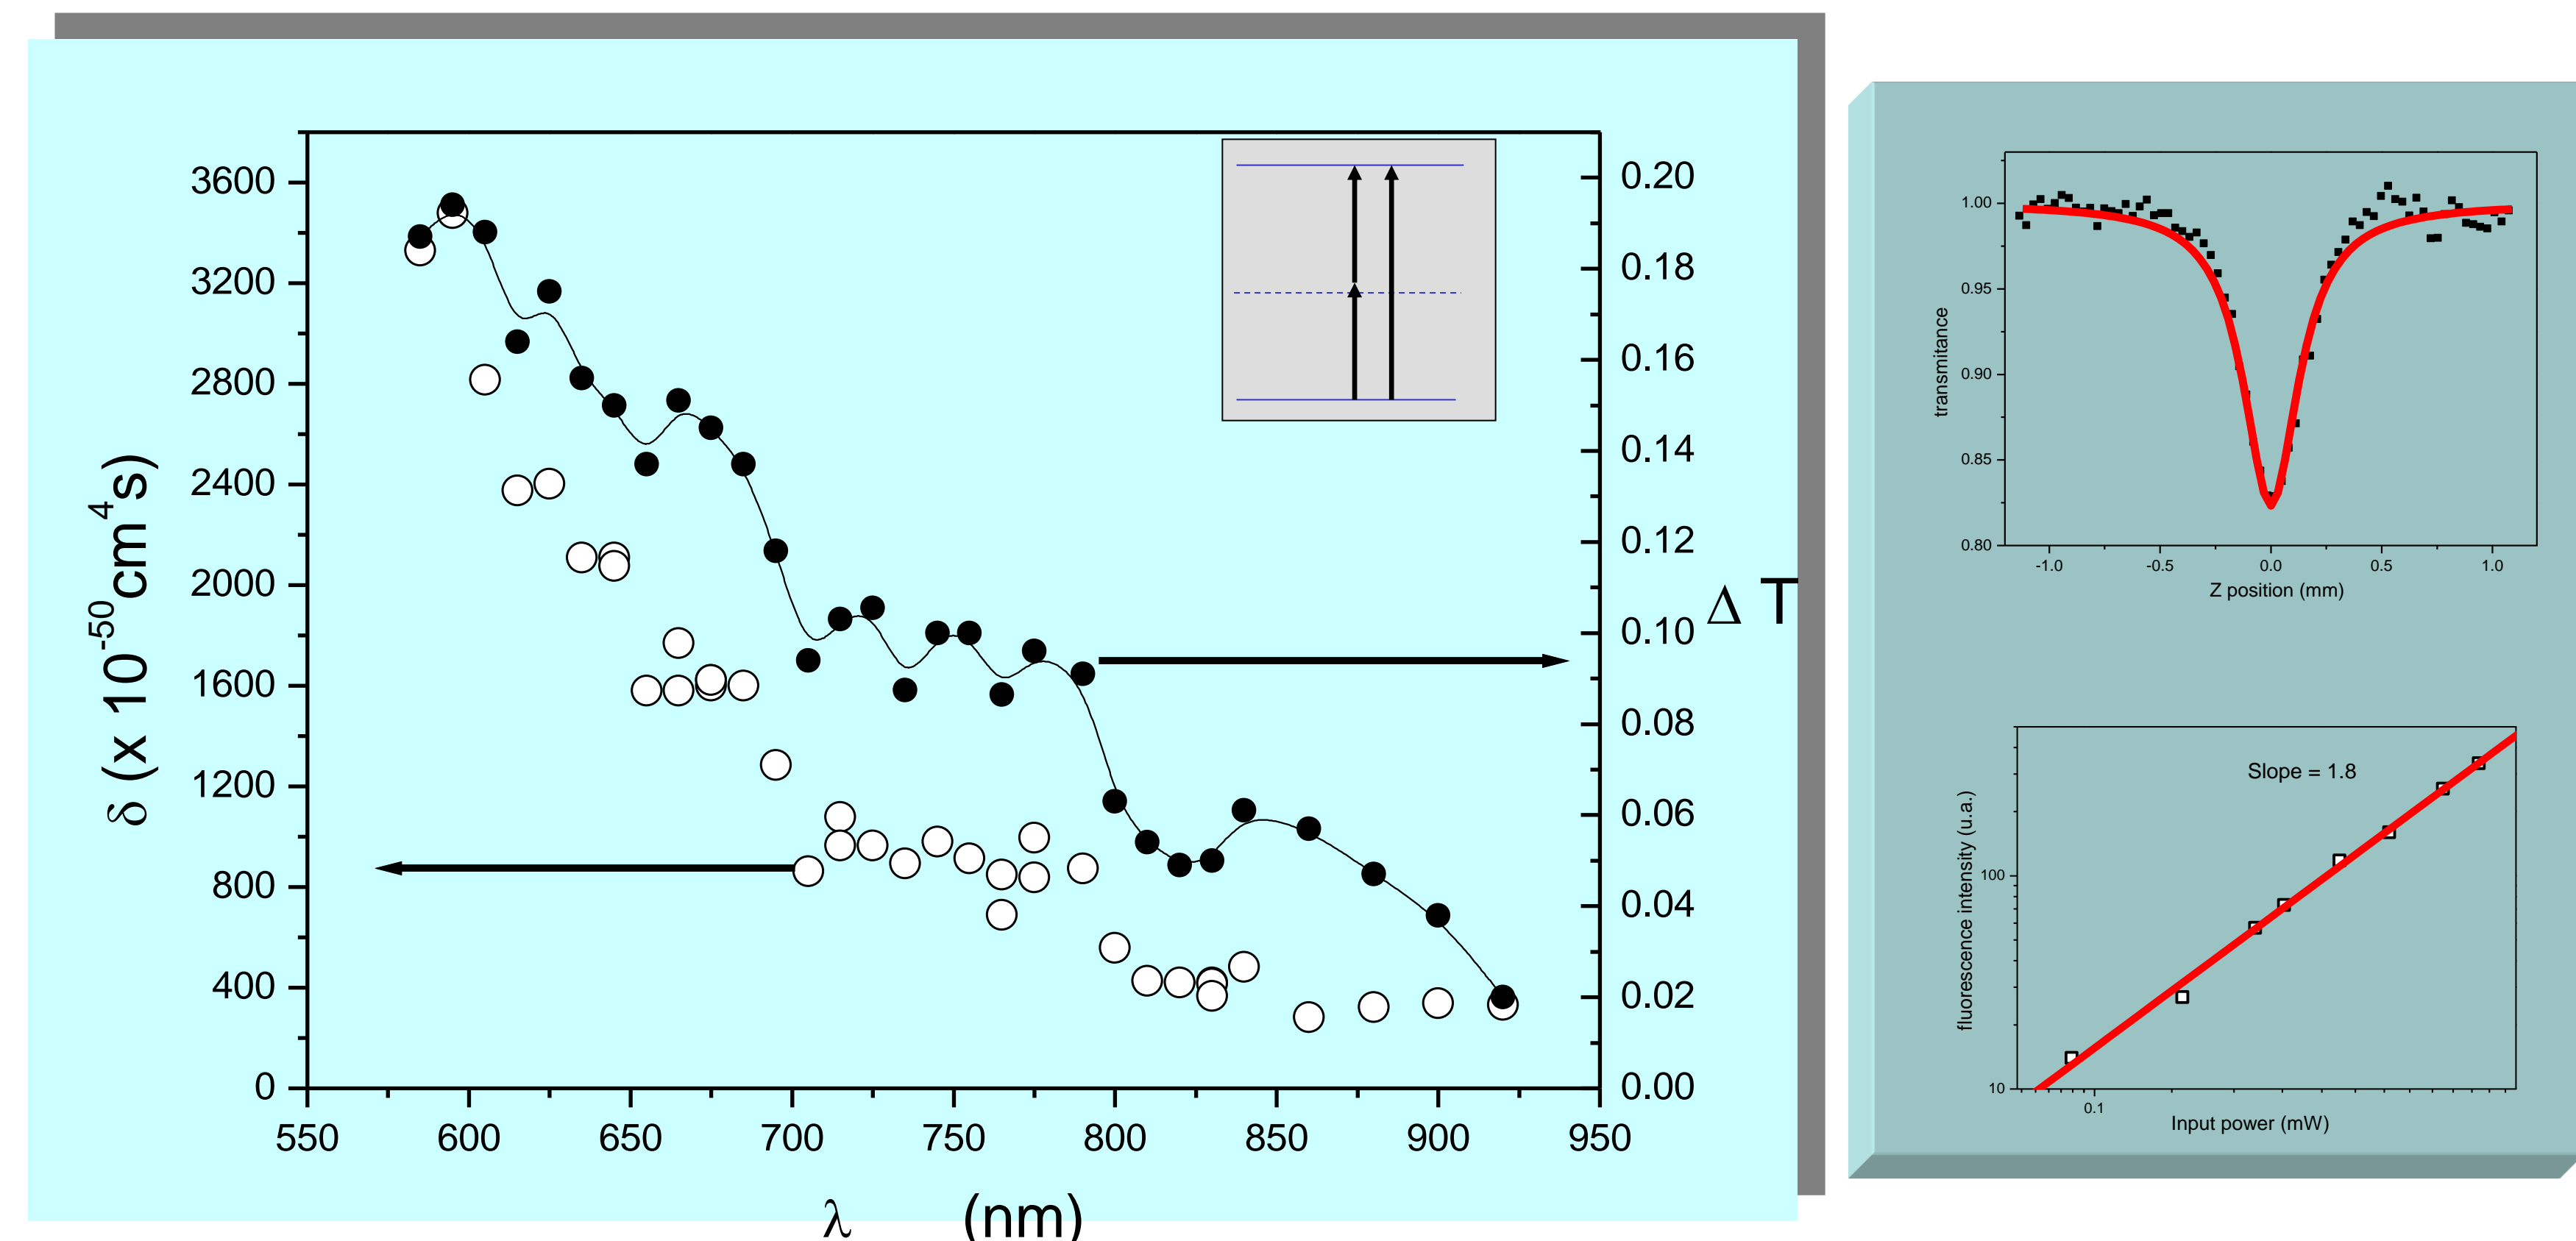 3600
3200
2800
2400
2000
1600
1200
800
400
0
δ (x 10-50cm4s)
550 600 650 700 750 800 850 900 950
λ (nm)
0.20
0.18
0.16
0.14
0.12
0.10
0.08
0.06
0.04
0.02
0.00
Δ T
1.00
0.95
0.90
0.85
0.80
transmitance
-1.0 -0.5 0.0 0.5 1.0
Z position (mm)
Slope = 1.8
100
10
fluorescence intensity (u.a.)
0.1
Input power (mW)